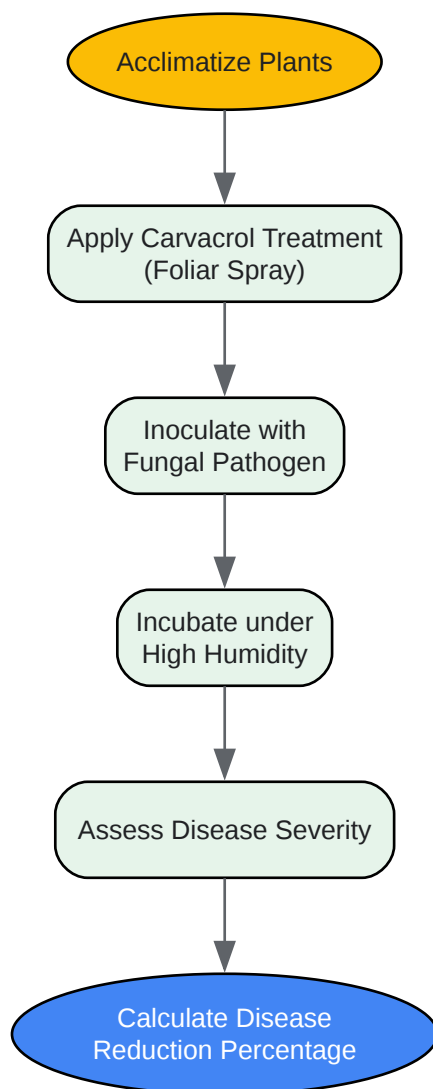 Acclimatize Plants
Apply Carvacrol Treatment
(Foliar Spray)
Inoculate with
Fungal Pathogen
Incubate under
High Humidity
Assess Disease Severity
Calculate Disease
Reduction Percentage